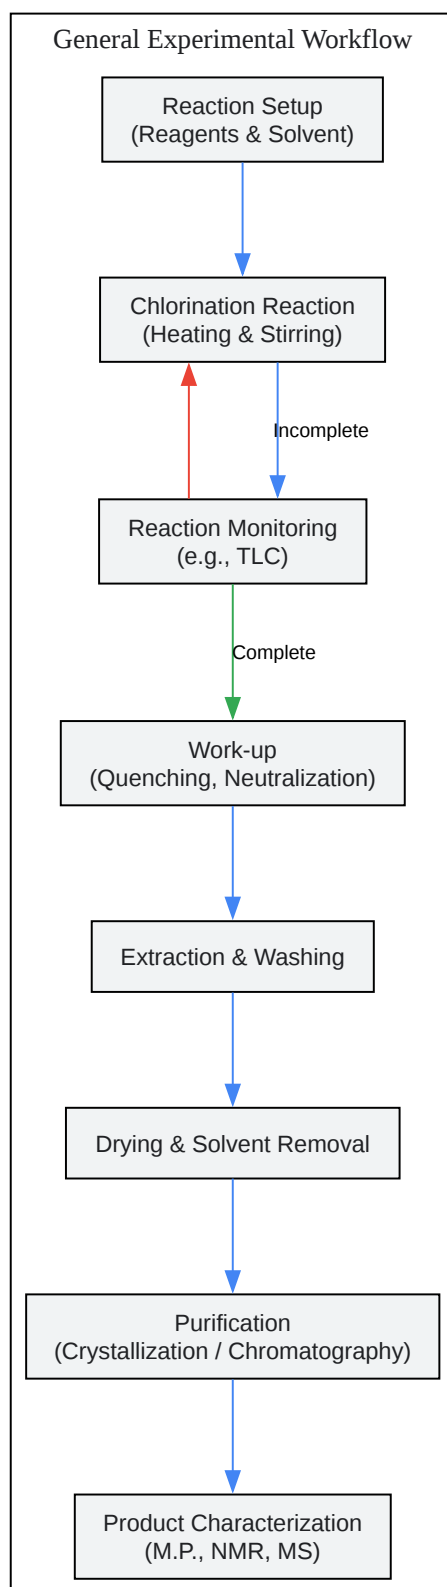 General Experimental Workflow
Reaction Setup
(Reagents & Solvent)
Chlorination Reaction
(Heating & Stirring)
Incomplete
Reaction Monitoring
(e.g., TLC)
Complete
Work-up
(Quenching, Neutralization)
Extraction & Washing
Drying & Solvent Removal
Purification
(Crystallization / Chromatography)
Product Characterization
(M.P., NMR, MS)